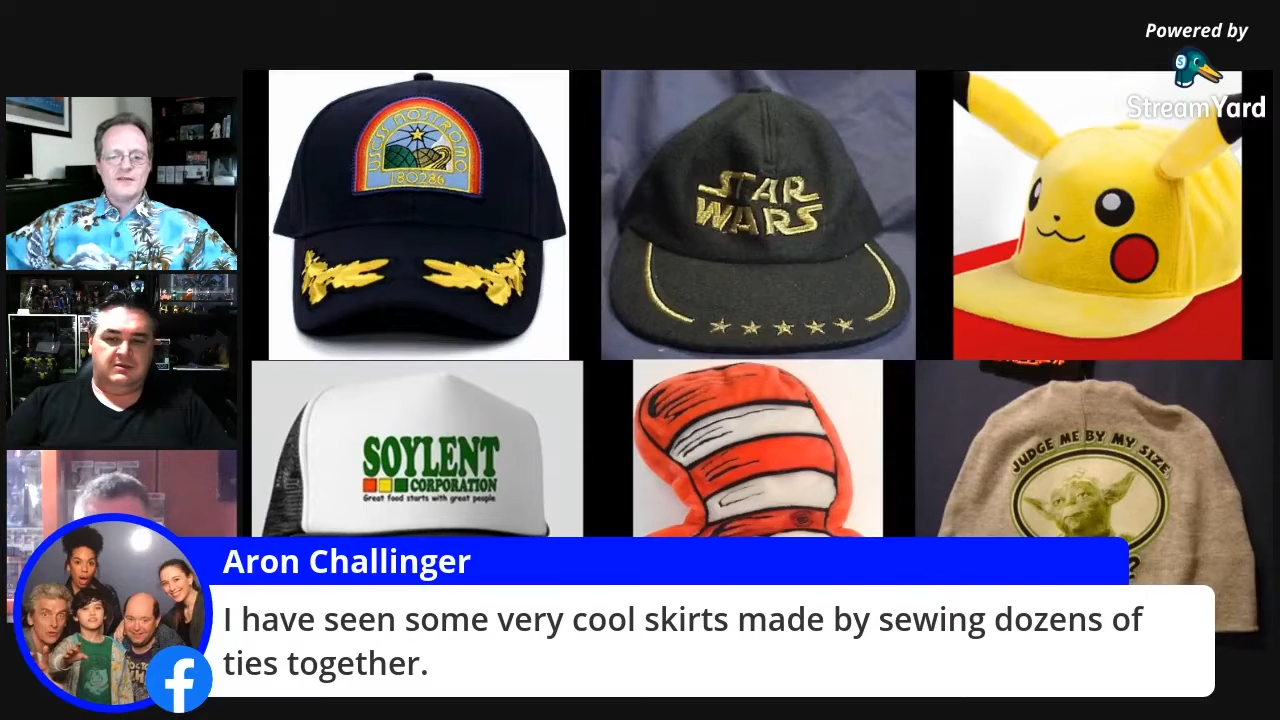 Powered by
StreamYard
USCSS NOSTROMO
180286
STAR
WARS
SOYLENT
CORPORATION
Great food starts with great people
JUDGE ME BY MY SIZE
?
Aron Challinger
I have seen some very cool skirts made by sewing dozens of
ties together.